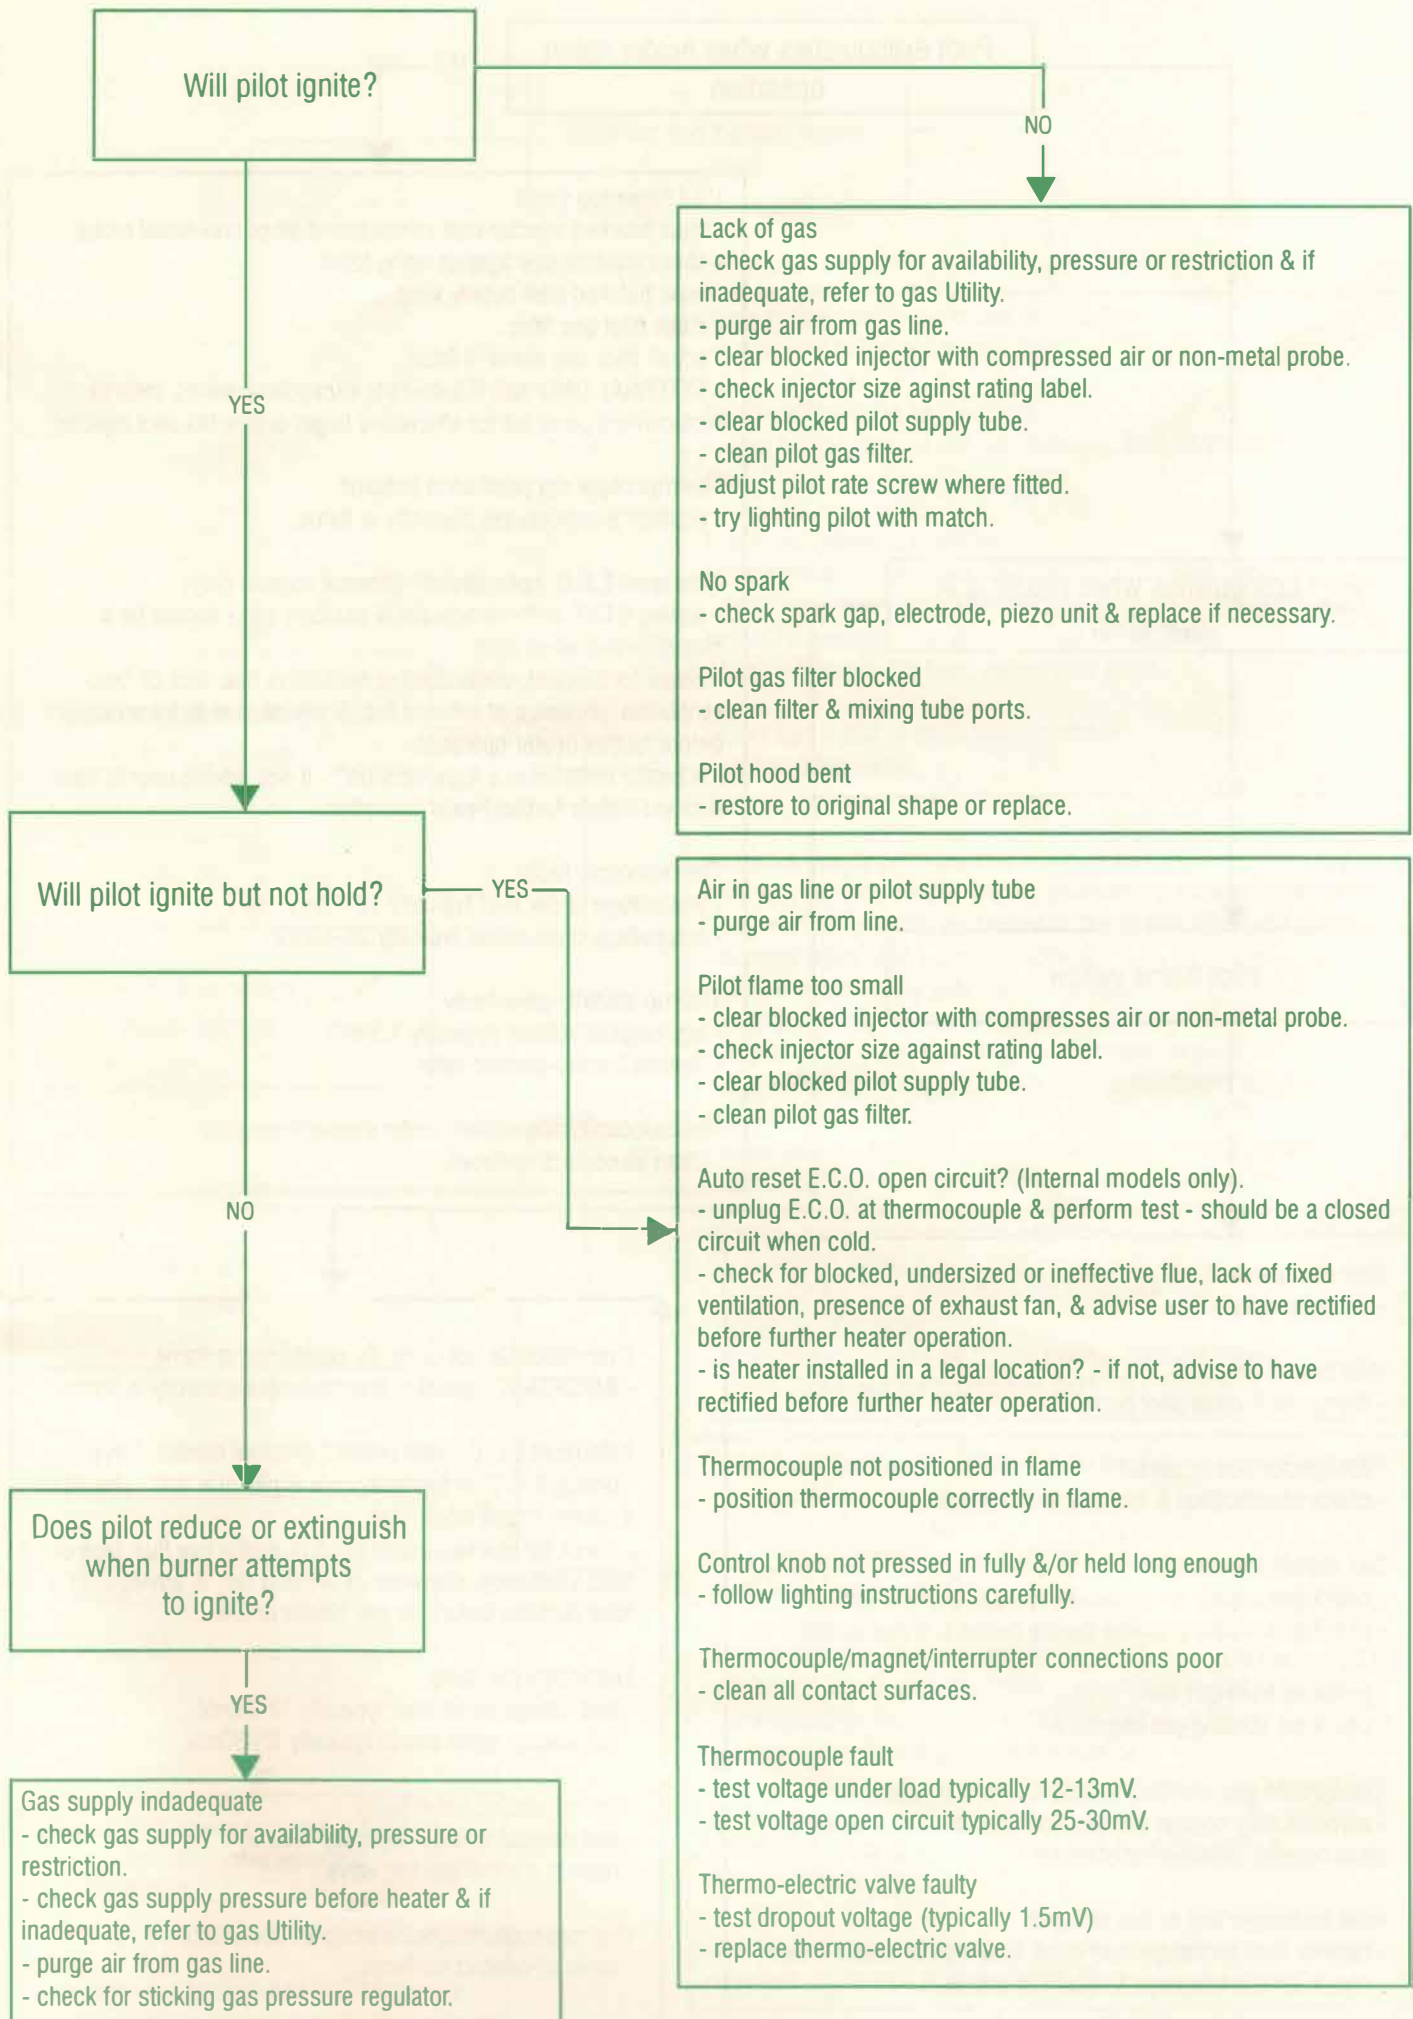 Will pilot ignite?
NO
YES
Lack of gas
- check gas supply for availability, pressure or restriction & if
inadequate, refer to gas Utility.
- purge air from gas line.
- clear blocked injector with compressed air or non-metal probe.
- check injector size aginst rating label.
- clear blocked pilot supply tube.
- clean pilot gas filter.
- adjust pilot rate screw where fitted.
- try lighting pilot with match.
No spark
- check spark gap, electrode, piezo unit & replace if necessary.
Pilot gas filter blocked
- clean filter & mixing tube ports.
Pilot hood bent
- restore to original shape or replace.
Will pilot ignite but not hold?
YES
NO
Air in gas line or pilot supply tube
- purge air from line.
Pilot flame too small
- clear blocked injector with compresses air or non-metal probe.
- check injector size against rating label.
- clear blocked pilot supply tube.
- clean pilot gas filter.
Auto reset E.C.O. open circuit? (Internal models only).
- unplug E.C.O. at thermocouple & perform test - should be a closed
circuit when cold.
- check for blocked, undersized or ineffective flue, lack of fixed
ventilation, presence of exhaust fan, & advise user to have rectified
before further heater operation.
- is heater installed in a legal location? - if not, advise to have
rectified before further heater operation.
Thermocouple not positioned in flame
- position thermocouple correctly in flame.
Control knob not pressed in fully &/or held long enough
- follow lighting instructions carefully.
Thermocouple/magnet/interrupter connections poor
- clean all contact surfaces.
Thermocouple fault
- test voltage under load typically 12-13mV.
- test voltage open circuit typically 25-30mV.
Thermo-electric valve faulty
- test dropout voltage (typically 1.5mV)
- replace thermo-electric valve.
Does pilot reduce or extinguish
when burner attempts
to ignite?
YES
Gas supply indadequate
- check gas supply for availability, pressure or
restriction.
- check gas supply pressure before heater & if
inadequate, refer to gas Utility.
- purge air from gas line.
- check for sticking gas pressure regulator.